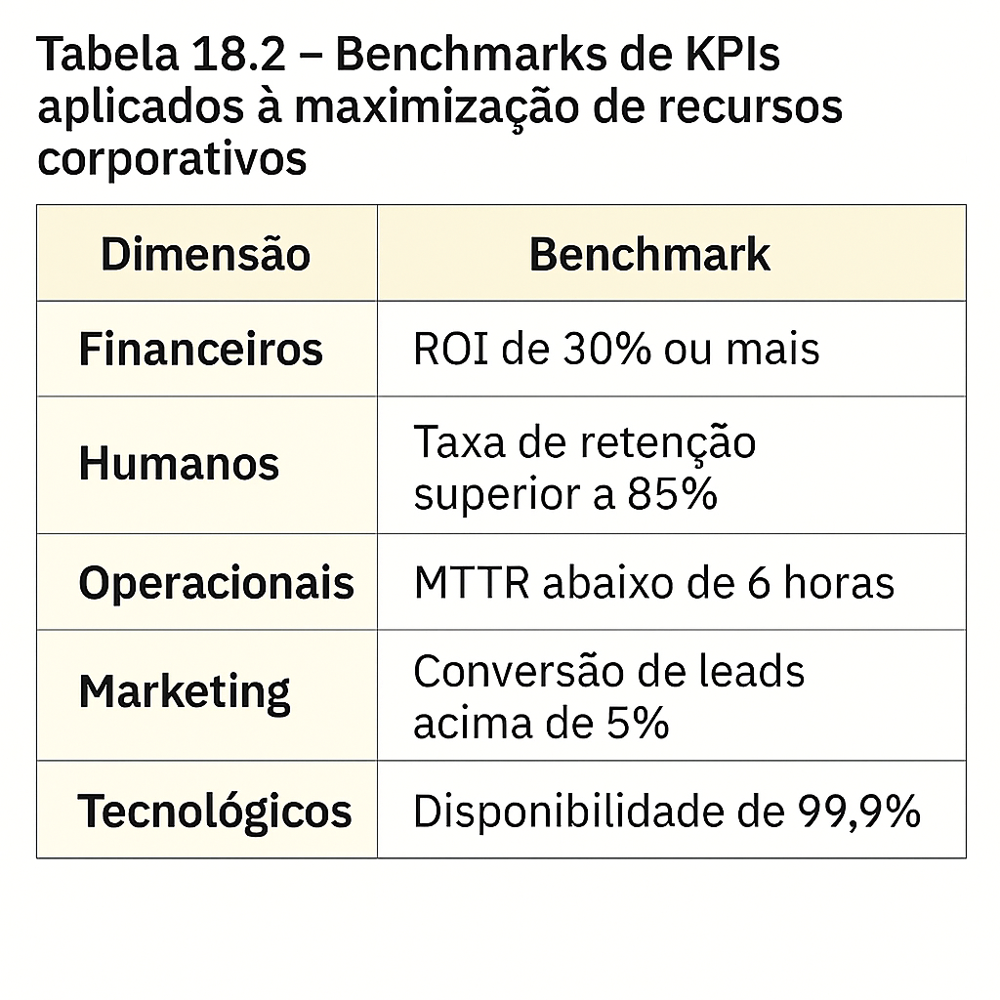 Tabela 18.2 – Benchmarks de KPIs
aplicados à maximização de recursos
corporativos
Dimensão Benchmark
Financeiros ROI de 30% ou mais
Humanos Taxa de retenção
superior a 85%
Operacionais MTTR abaixo de 6 horas
Marketing Conversão de leads
acima de 5%
Tecnológicos Disponibilidade de 99,9%